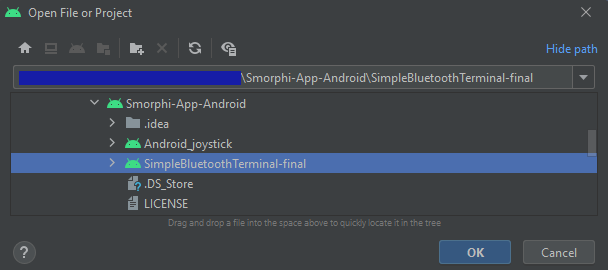 Open File or Project
Hide path
\Smorphi-App-Android\SimpleBluetoothTerminal-final
Smorphi-App-Android
.idea
Android_joystick
SimpleBluetoothTerminal-final
.DS_Store
LICENSE
Drag and drop a file into the space above to quickly locate it in the tree
?
OK
Cancel